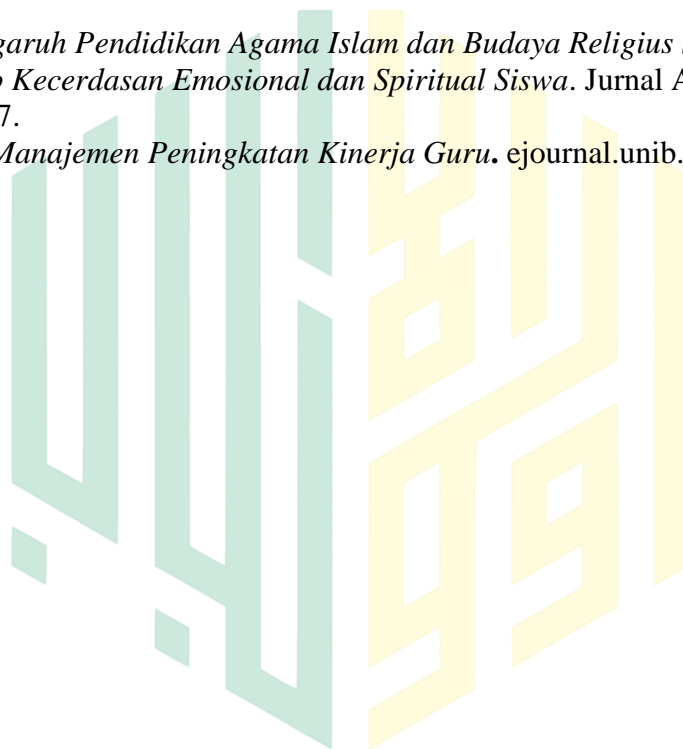 garuh Pendidikan Agama Islam dan Budaya Religius
Kecerdasan Emosional dan Spiritual Siswa. Jurnal A
7.
Manajemen Peningkatan Kinerja Guru. ejournal.unib.